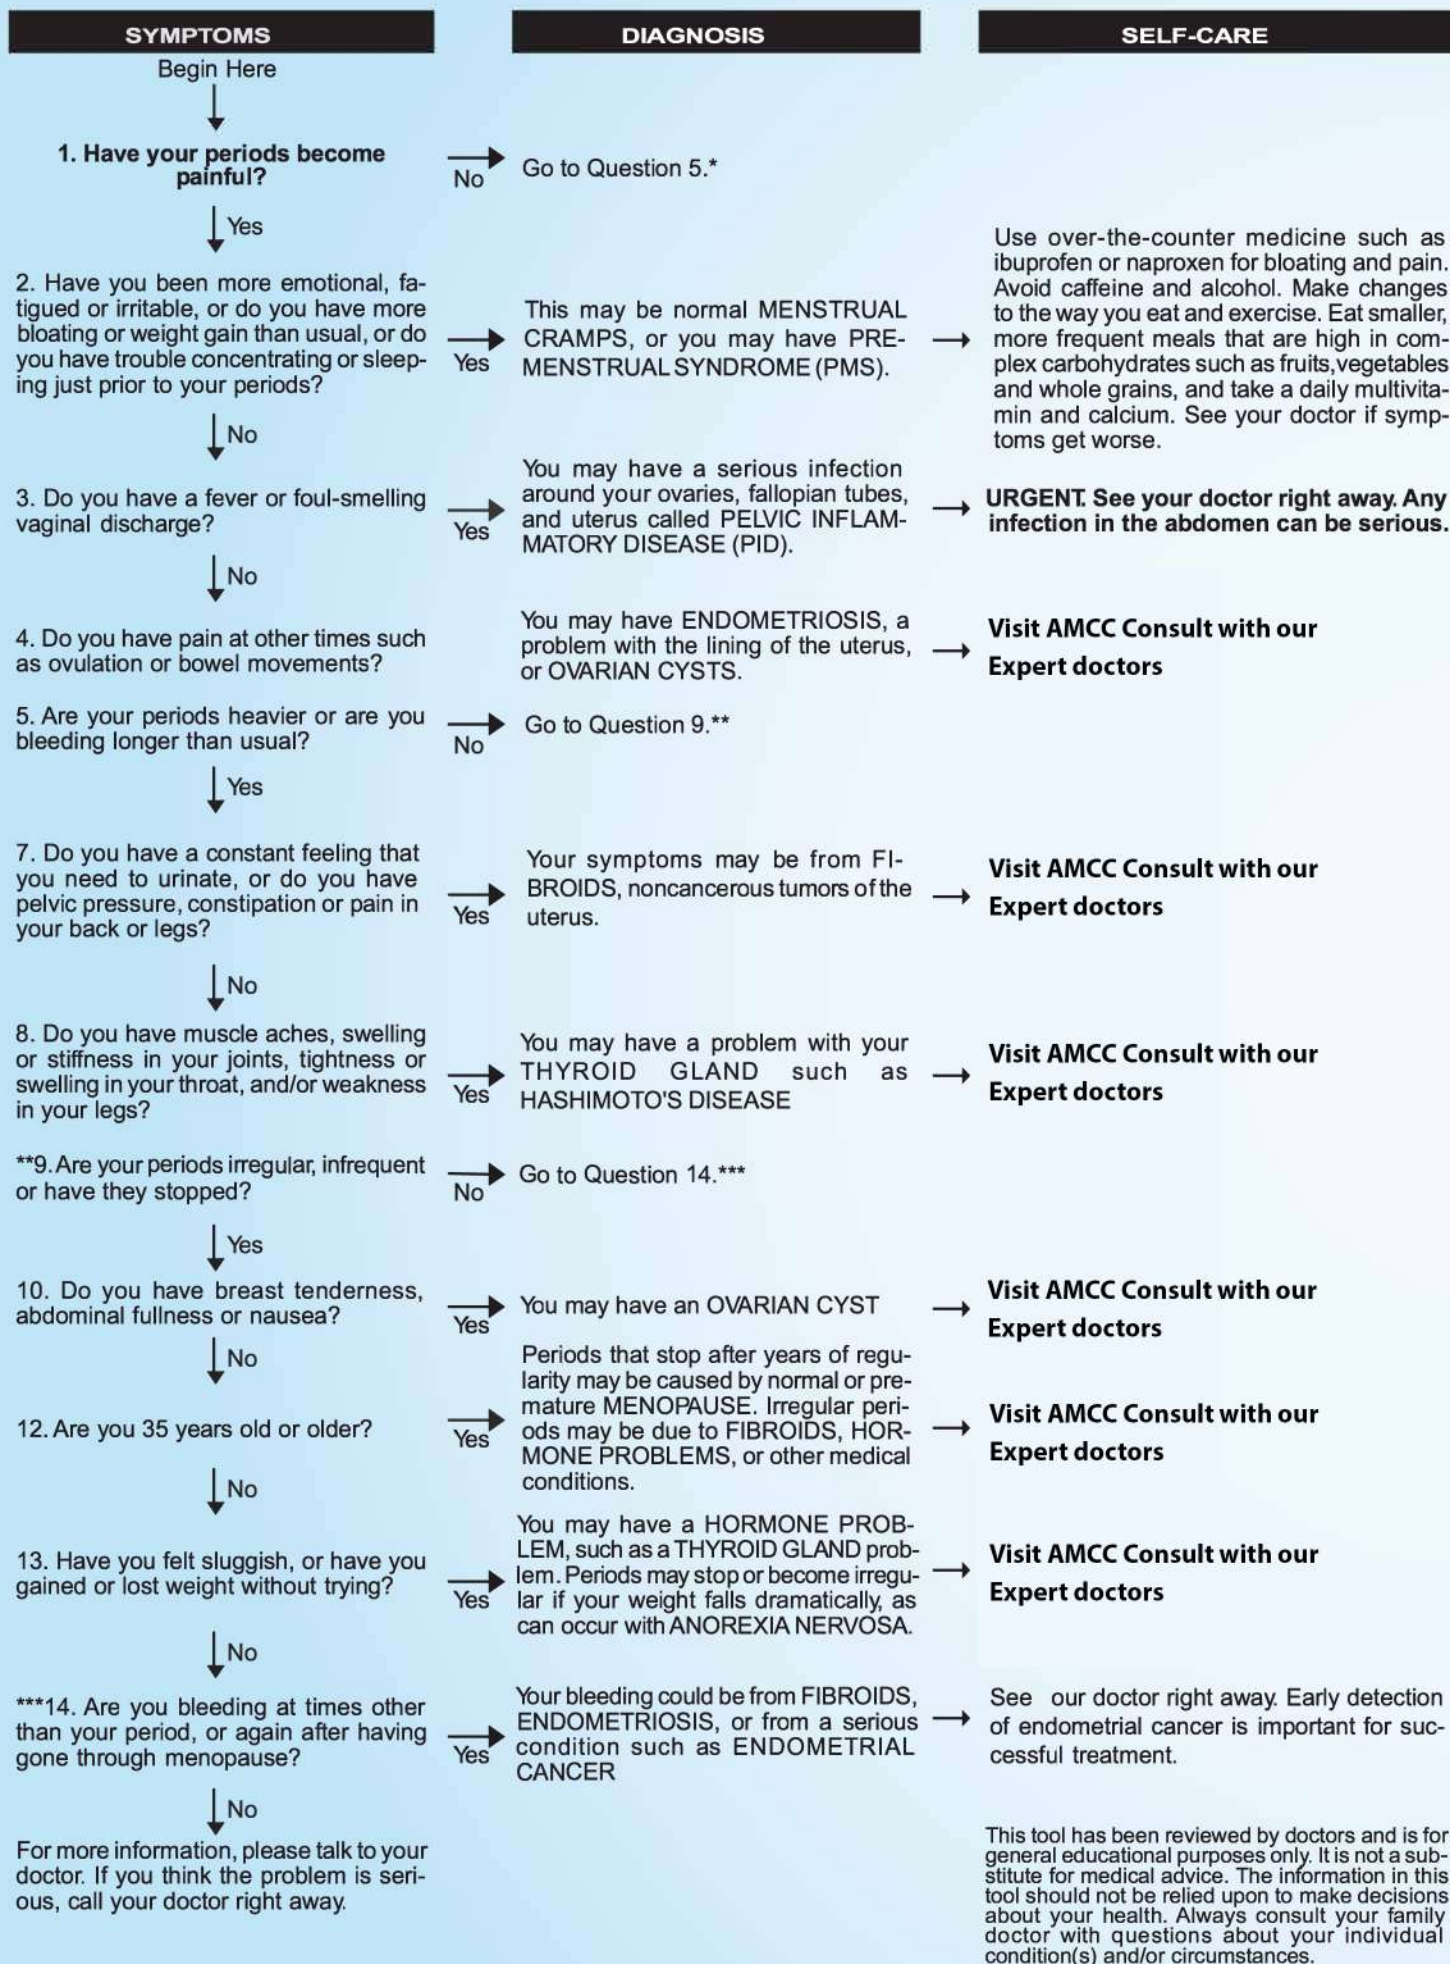 SYMPTOMS
DIAGNOSIS
SELF-CARE
Begin Here
1. Have your periods become
painful?
No
Go to Question 5.*
Yes
2. Have you been more emotional, fa-
tigued or irritable, or do you have more
bloating or weight gain than usual, or do
you have trouble concentrating or sleep-
ing just prior to your periods?
Yes
This may be normal MENSTRUAL
CRAMPS, or you may have PRE-
MENSTRUAL SYNDROME (PMS).
Use over-the-counter medicine such as
ibuprofen or naproxen for bloating and pain.
Avoid caffeine and alcohol. Make changes
to the way you eat and exercise. Eat smaller,
more frequent meals that are high in com-
plex carbohydrates such as fruits,vegetables
and whole grains, and take a daily multivita-
min and calcium. See your doctor if symp-
toms get worse.
No
3. Do you have a fever or foul-smelling
vaginal discharge?
Yes
You may have a serious infection
around your ovaries, fallopian tubes,
and uterus called PELVIC INFLAM-
MATORY DISEASE (PID).
URGENT. See your doctor right away. Any
infection in the abdomen can be serious.
No
4. Do you have pain at other times such
as ovulation or bowel movements?
You may have ENDOMETRIOSIS, a
problem with the lining of the uterus,
or OVARIAN CYSTS.
Visit AMCC Consult with our
Expert doctors
5. Are your periods heavier or are you
bleeding longer than usual?
No
Go to Question 9.**
Yes
7. Do you have a constant feeling that
you need to urinate, or do you have
pelvic pressure, constipation or pain in
your back or legs?
Yes
Your symptoms may be from FI-
BROIDS, noncancerous tumors of the
uterus.
Visit AMCC Consult with our
Expert doctors
No
8. Do you have muscle aches, swelling
or stiffness in your joints, tightness or
swelling in your throat, and/or weakness
in your legs?
Yes
You may have a problem with your
THYROID GLAND such as
HASHIMOTO'S DISEASE
Visit AMCC Consult with our
Expert doctors
**9. Are your periods irregular, infrequent
or have they stopped?
No
Go to Question 14.***
Yes
10. Do you have breast tenderness,
abdominal fullness or nausea?
Yes
You may have an OVARIAN CYST
Visit AMCC Consult with our
Expert doctors
No
12. Are you 35 years old or older?
Yes
Periods that stop after years of regu-
larity may be caused by normal or pre-
mature MENOPAUSE. Irregular peri-
ods may be due to FIBROIDS, HOR-
MONE PROBLEMS, or other medical
conditions.
Visit AMCC Consult with our
Expert doctors
No
13. Have you felt sluggish, or have you
gained or lost weight without trying?
Yes
You may have a HORMONE PROB-
LEM, such as a THYROID GLAND prob-
lem. Periods may stop or become irregu-
lar if your weight falls dramatically, as
can occur with ANOREXIA NERVOSA.
Visit AMCC Consult with our
Expert doctors
No
***14. Are you bleeding at times other
than your period, or again after having
gone through menopause?
Yes
Your bleeding could be from FIBROIDS,
ENDOMETRIOSIS, or from a serious
condition such as ENDOMETRIAL
CANCER
See our doctor right away. Early detection
of endometrial cancer is important for suc-
cessful treatment.
No
For more information, please talk to your
doctor. If you think the problem is seri-
ous, call your doctor right away.
This tool has been reviewed by doctors and is for
general educational purposes only. It is not a sub-
stitute for medical advice. The information in this
tool should not be relied upon to make decisions
about your health. Always consult your family
doctor with questions about your individual
condition(s) and/or circumstances.